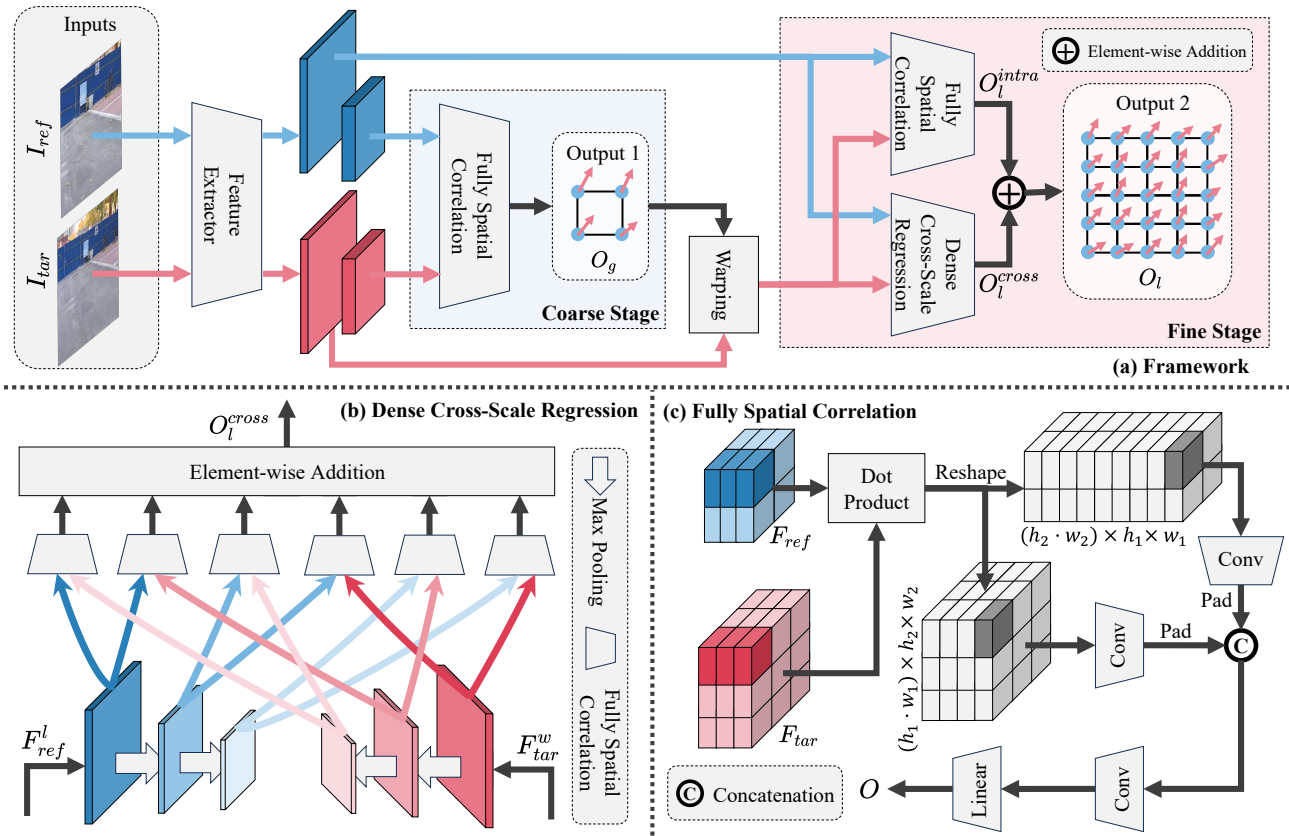 Inputs
I_ref
I_tar
Feature
Extractor
Fully Spatial
Correlation
Output 1
O_g
Coarse Stage
Warping
Fully
Spatial
Correlation
Dense
Cross-Scale
Regression
O_l^intra
O_l^cross
Element-wise Addition
Output 2
O_l
Fine Stage
(a) Framework
(b) Dense Cross-Scale Regression
O_l^cross
Element-wise Addition
Max Pooling
Fully Spatial
Correlation
F_ref^l
F_tar^w
(c) Fully Spatial Correlation
F_ref
Dot
Product
Reshape
(h_2 · w_2) × h_1 × w_1
Conv
Pad
F_tar
(h_1 · w_1) × h_2 × w_2
Conv
Pad
C
C Concatenation
O
Linear
Conv